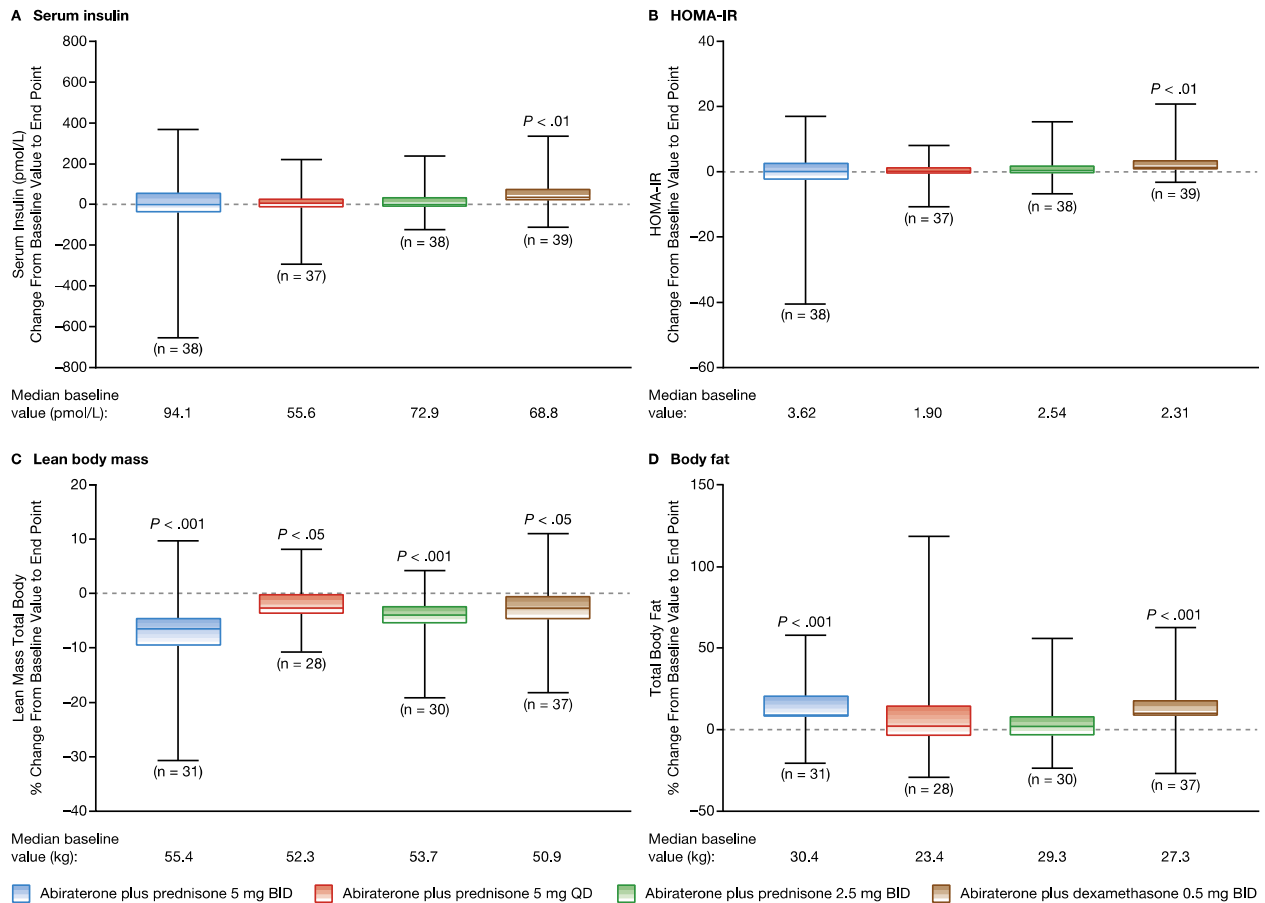 A Serum insulin
Serum Insulin (pmol/L)
Change From Baseline Value to End Point
800
600
400
200
0
−200
−400
−600
−800
P < .01
(n = 38)
(n = 37)
(n = 38)
(n = 39)
Median baseline
value (pmol/L): 94.1 55.6 72.9 68.8
B HOMA-IR
HOMA-IR
Change From Baseline Value to End Point
40
20
0
−20
−40
−60
P < .01
(n = 38)
(n = 37)
(n = 38)
(n = 39)
Median baseline
value: 3.62 1.90 2.54 2.31
C Lean body mass
Lean Mass Total Body
% Change From Baseline Value to End Point
20
10
0
−10
−20
−30
−40
P < .001
P < .05
P < .001
P < .05
(n = 31)
(n = 28)
(n = 30)
(n = 37)
Median baseline
value (kg): 55.4 52.3 53.7 50.9
D Body fat
Total Body Fat
% Change From Baseline Value to End Point
150
100
50
0
−50
P < .001
P < .001
(n = 31)
(n = 28)
(n = 30)
(n = 37)
Median baseline
value (kg): 30.4 23.4 29.3 27.3
Abiraterone plus prednisone 5 mg BID
Abiraterone plus prednisone 5 mg QD
Abiraterone plus prednisone 2.5 mg BID
Abiraterone plus dexamethasone 0.5 mg BID